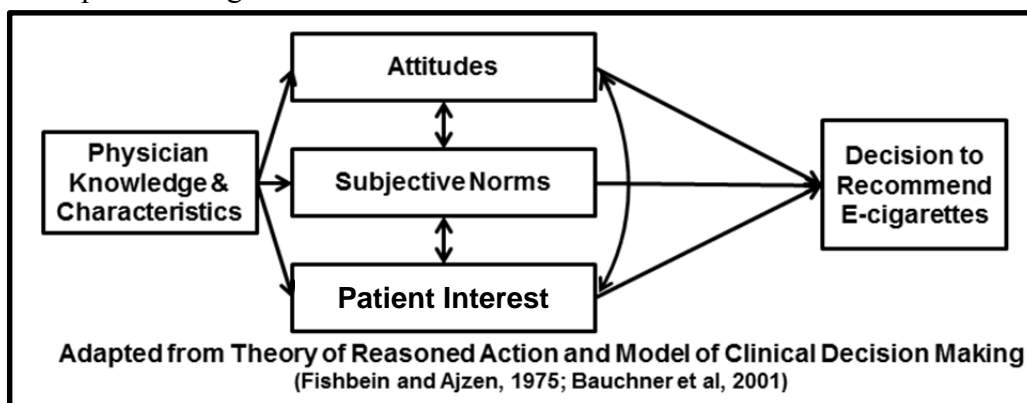 Attitudes
Physician
Knowledge &
Characteristics
Subjective Norms
Decision to
Recommend
E-cigarettes
Patient Interest
Adapted from Theory of Reasoned Action and Model of Clinical Decision Making
(Fishbein and Ajzen, 1975; Bauchner et al, 2001)